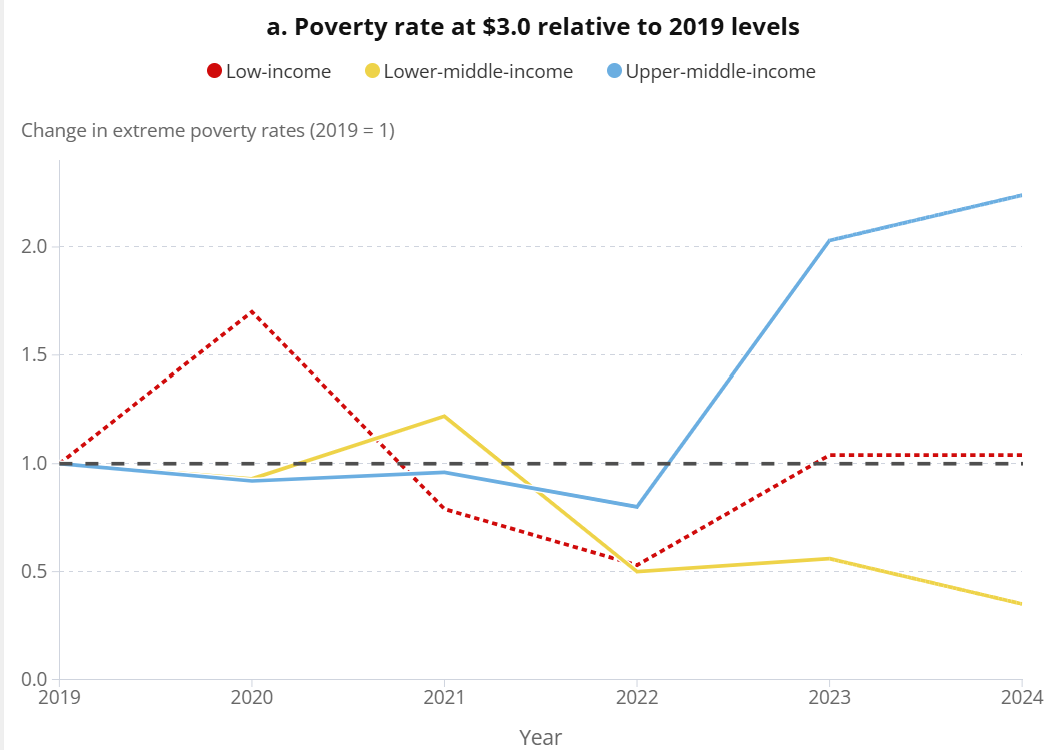 a. Poverty rate at $3.0 relative to 2019 levels
Low-income Lower-middle-income Upper-middle-income
Change in extreme poverty rates (2019 = 1)
2.0
1.5
1.0
0.5
0.0
2019 2020 2021 2022 2023 2024
Year